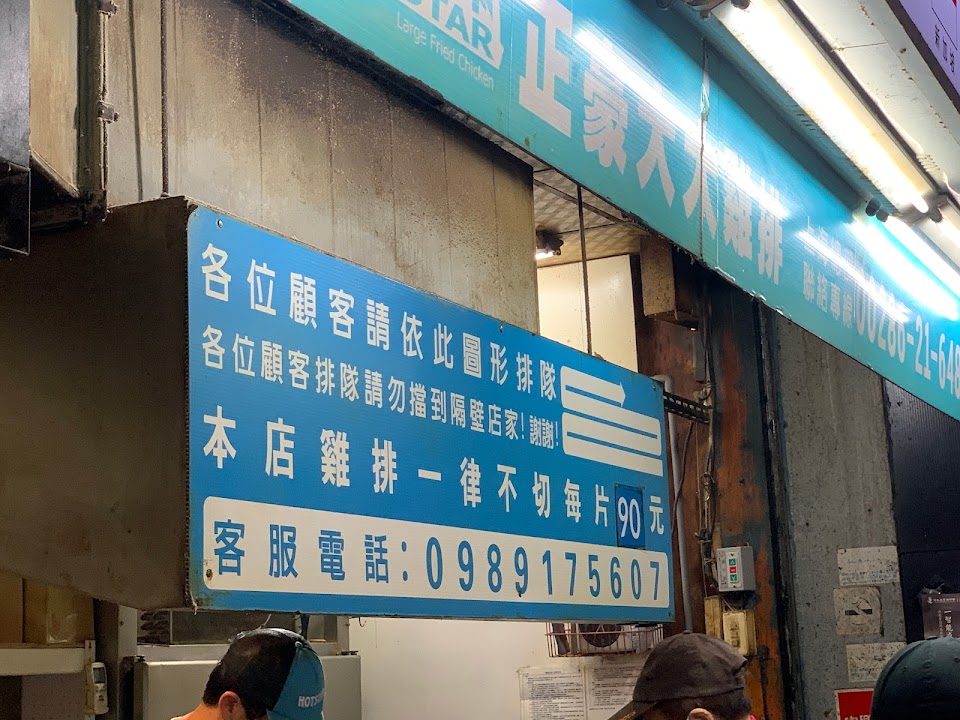 STAR
Large Fried Chicken
正豪大大雞排
聯絡專線
各位顧客請依此圖形排隊
各位顧客排隊請勿擋到隔壁店家!謝謝!
本店雞排一律不切每片90元
客服電話:0989175607